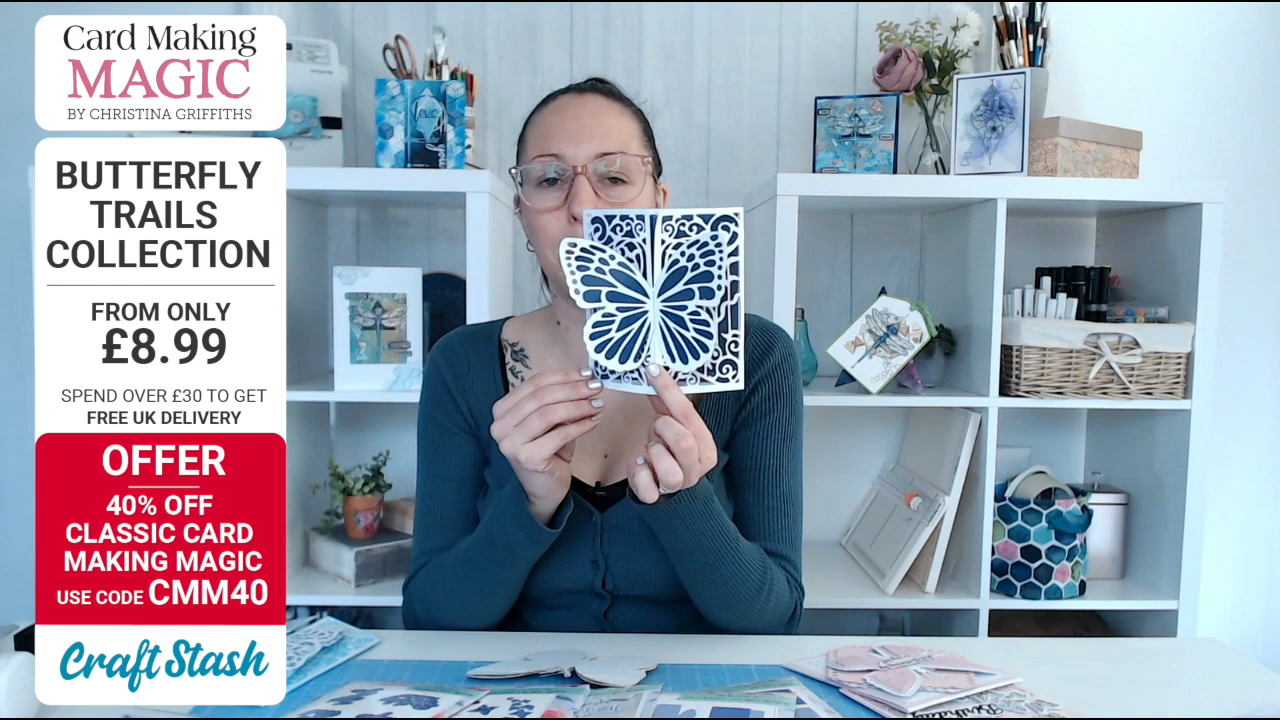 Card Making
MAGIC
BY CHRISTINA GRIFFITHS
BUTTERFLY
TRAILS
COLLECTION
FROM ONLY
£8.99
SPEND OVER £30 TO GET
FREE UK DELIVERY
OFFER
40% OFF
CLASSIC CARD
MAKING MAGIC
USE CODE CMM40
Craft Stash
Birthday